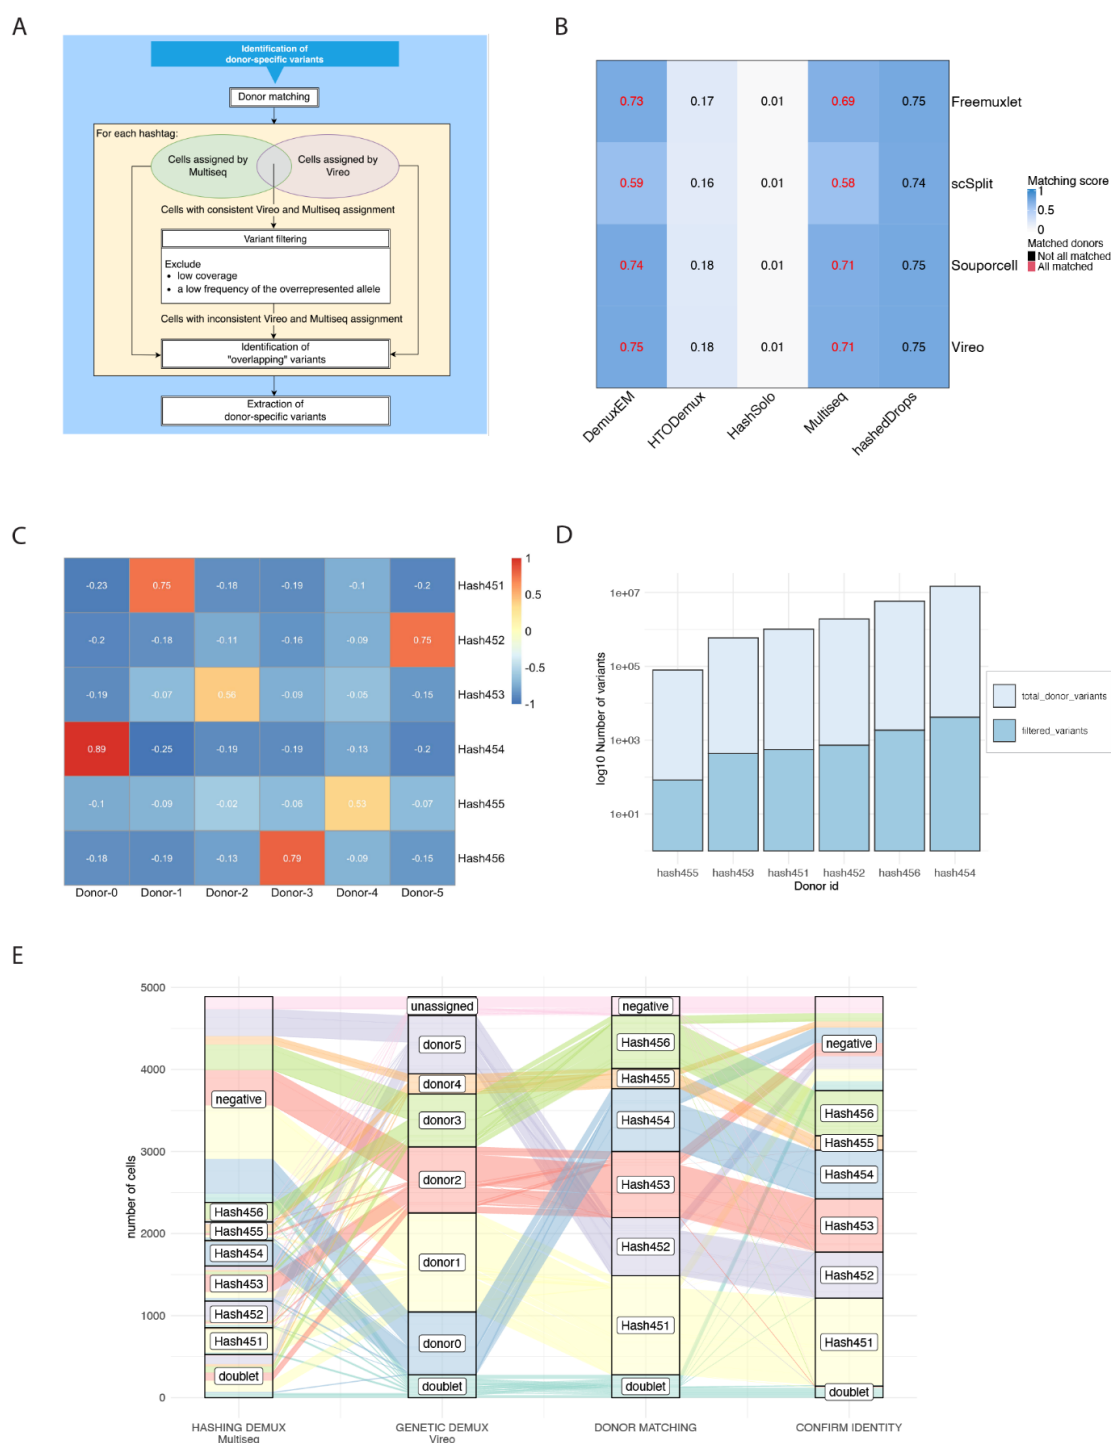 A
Identification of
donor-specific variants
Donor matching
For each hashtag:
Cells assigned by
Multiseq
Cells assigned by
Vireo
Cells with consistent Vireo and Multiseq assignment
Variant filtering
Exclude
• low coverage
• a low frequency of the overrepresented allele
Cells with inconsistent Vireo and Multiseq assignment
Identification of
"overlapping" variants
Extraction of
donor-specific variants
B
0.73 0.17 0.01 0.69 0.75 Freemuxlet
0.59 0.16 0.01 0.58 0.74 scSplit
0.74 0.18 0.01 0.71 0.75 Souporcell
0.75 0.18 0.01 0.71 0.75 Vireo
DemuxEM HTODemux HashSolo Multiseq hashedDrops
Matching score
1
0.5
0
Matched donors
Not all matched
All matched
C
-0.23 0.75 -0.18 -0.19 -0.1 -0.2 Hash451
-0.2 -0.18 -0.11 -0.16 -0.09 0.75 Hash452
-0.19 -0.07 0.56 -0.09 -0.05 -0.15 Hash453
0.89 -0.25 -0.19 -0.19 -0.13 -0.2 Hash454
-0.1 -0.09 -0.02 -0.06 0.53 -0.07 Hash455
-0.18 -0.19 -0.13 0.79 -0.09 -0.15 Hash456
Donor-0 Donor-1 Donor-2 Donor-3 Donor-4 Donor-5
1
0.5
0
-0.5
-1
D
log10 Number of variants
1e+07
1e+05
1e+03
1e+01
hash455 hash453 hash451 hash452 hash456 hash454
Donor id
total_donor_variants
filtered_variants
E
number of cells
5000
4000
3000
2000
1000
0
negative
Hash456
Hash455
Hash454
Hash453
Hash452
Hash451
doublet
unassigned
donor5
donor4
donor3
donor2
donor1
donor0
doublet
negative
Hash456
Hash455
Hash454
Hash453
Hash452
Hash451
doublet
negative
Hash456
Hash455
Hash454
Hash453
Hash452
Hash451
doublet
HASHING DEMUX
Multiseq
GENETIC DEMUX
Vireo
DONOR MATCHING
CONFIRM IDENTITY